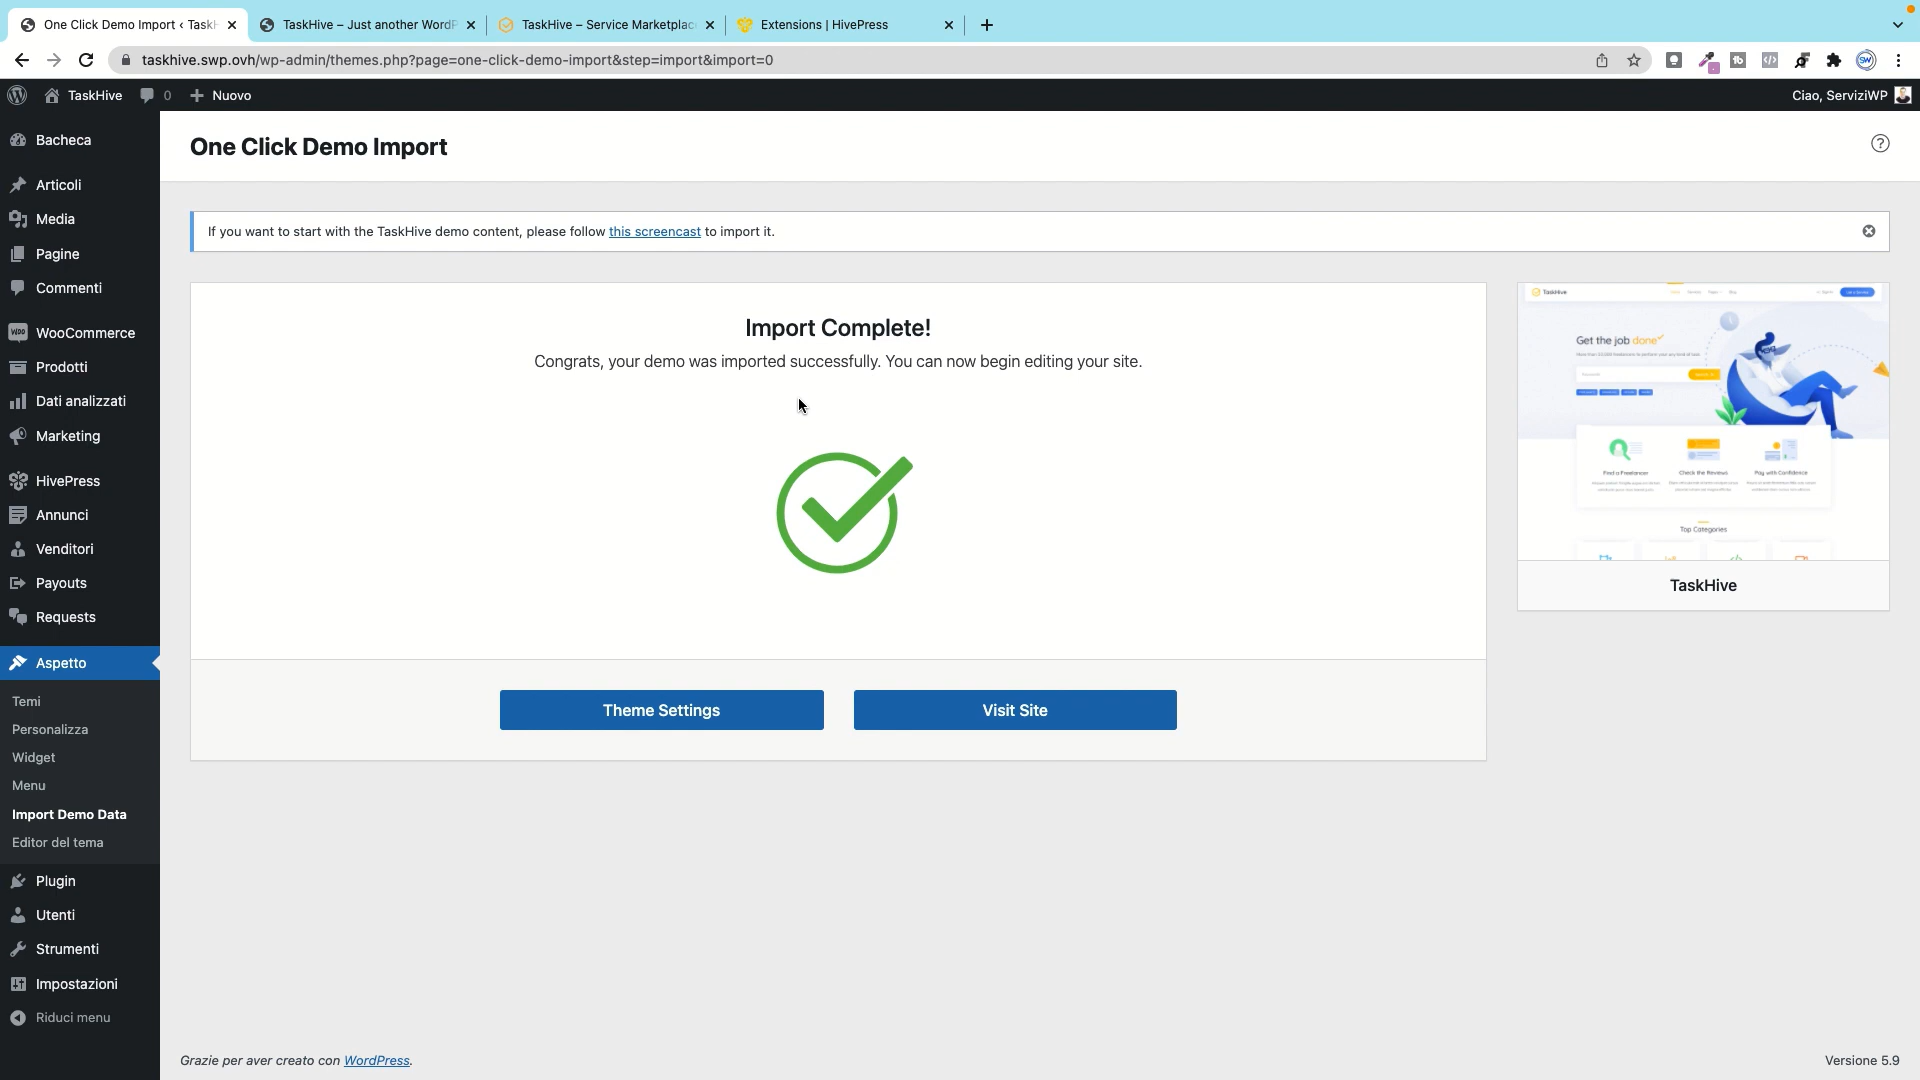 One Click Demo Import ‹ TaskH
TaskHive – Just another WordP
TaskHive – Service Marketplac
Extensions | HivePress
taskhive.swp.ovh/wp-admin/themes.php?page=one-click-demo-import&step=import&import=0
TaskHive
0
Nuovo
Ciao, ServiziWP
Bacheca
Articoli
Media
Pagine
Commenti
WooCommerce
Prodotti
Dati analizzati
Marketing
HivePress
Annunci
Venditori
Payouts
Requests
Aspetto
Temi
Personalizza
Widget
Menu
Import Demo Data
Editor del tema
Plugin
Utenti
Strumenti
Impostazioni
Riduci menu
One Click Demo Import
If you want to start with the TaskHive demo content, please follow this screencast to import it.
Import Complete!
Congrats, your demo was imported successfully. You can now begin editing your site.
Theme Settings
Visit Site
TaskHive
Get the job done
Find a Freelancer
Check the Reviews
Pay with Confidence
Top Categories
TaskHive
Grazie per aver creato con WordPress.
Versione 5.9